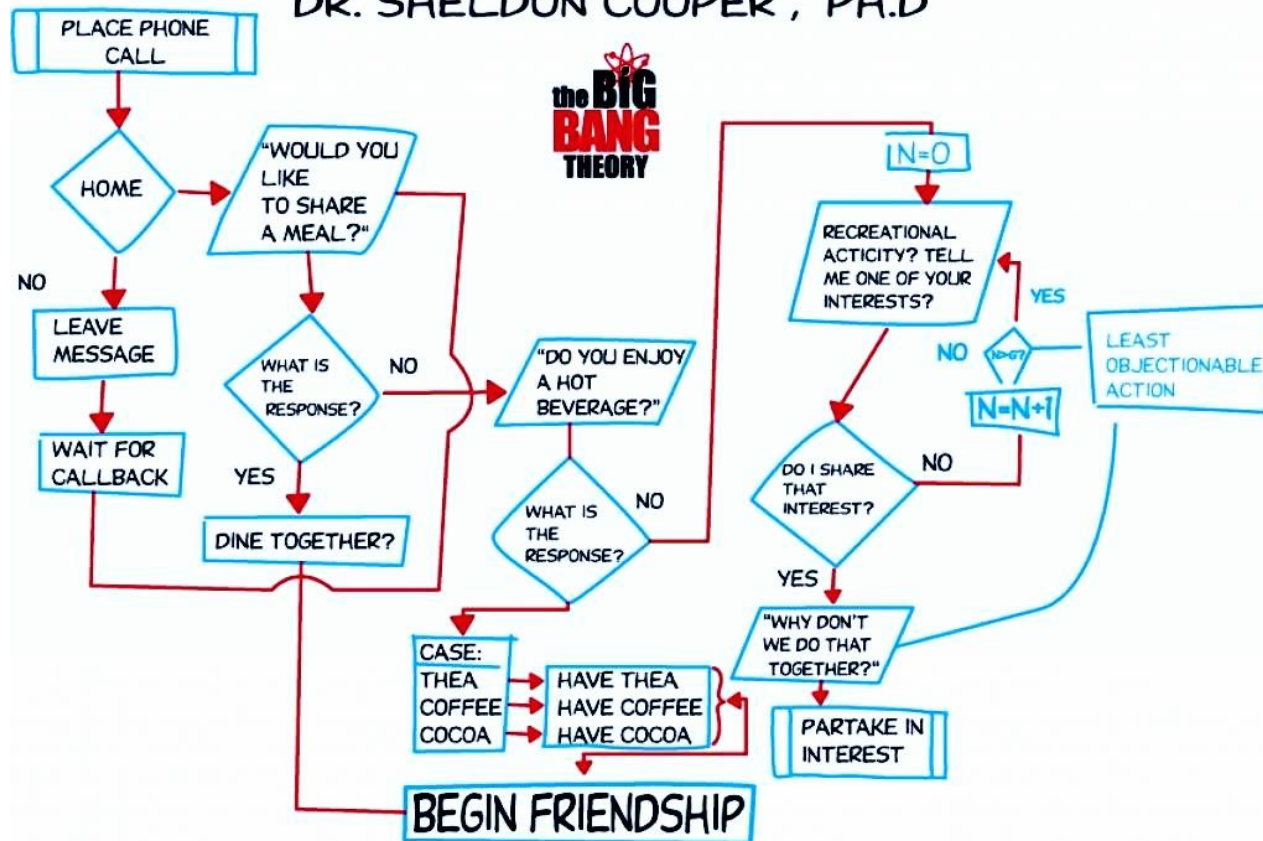 DR. SHELDON COOPER, PH.D
PLACE PHONE
CALL
HOME
NO
LEAVE
MESSAGE
WAIT FOR
CALLBACK
"WOULD YOU
LIKE
TO SHARE
A MEAL?"
WHAT IS
THE
RESPONSE?
NO
YES
DINE TOGETHER?
the BiG
BANG
THEORY
"DO YOU ENJOY
A HOT
BEVERAGE?"
WHAT IS
THE
RESPONSE?
NO
CASE:
THEA
COFFEE
COCOA
HAVE THEA
HAVE COFFEE
HAVE COCOA
BEGIN FRIENDSHIP
N=0
RECREATIONAL
ACTICITY? TELL
ME ONE OF YOUR
INTERESTS?
DO I SHARE
THAT
INTEREST?
NO
N=N+1
NO
YES
LEAST
OBJECTIONABLE
ACTION
YES
"WHY DON'T
WE DO THAT
TOGETHER?"
PARTAKE IN
INTEREST